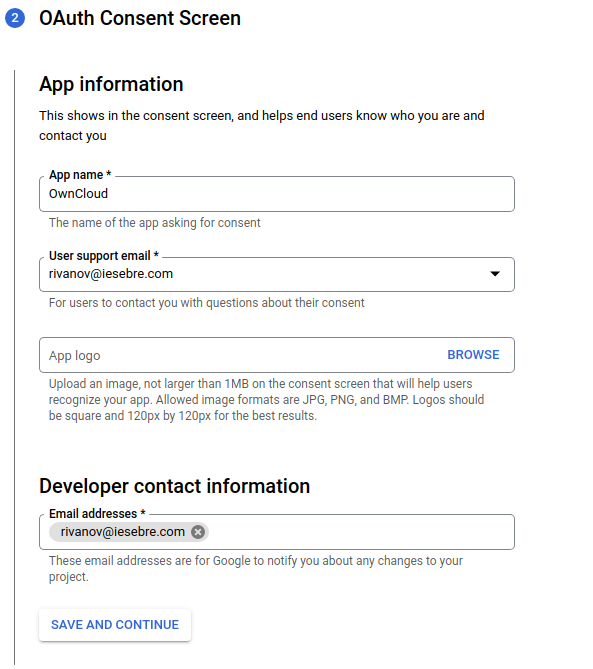 2 OAuth Consent Screen
App information
This shows in the consent screen, and helps end users know who you are and
contact you
App name *
OwnCloud
The name of the app asking for consent
User support email *
rivanov@iesebre.com
For users to contact you with questions about their consent
App logo BROWSE
Upload an image, not larger than 1MB on the consent screen that will help users
recognize your app. Allowed image formats are JPG, PNG, and BMP. Logos should
be square and 120px by 120px for the best results.
Developer contact information
Email addresses *
rivanov@iesebre.com
These email addresses are for Google to notify you about any changes to your
project.
SAVE AND CONTINUE